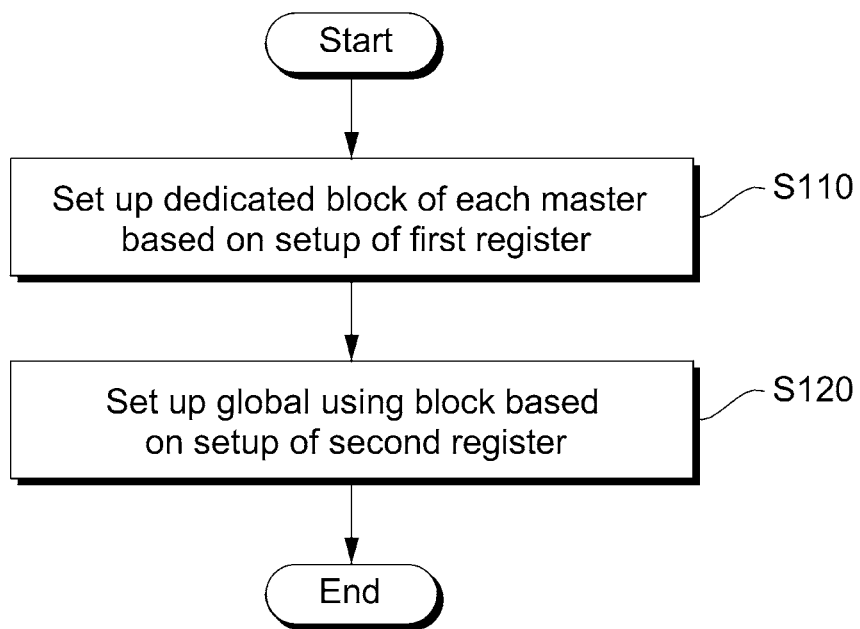 Start
Set up dedicated block of each master
based on setup of first register
S110
Set up global using block based
on setup of second register
S120
End